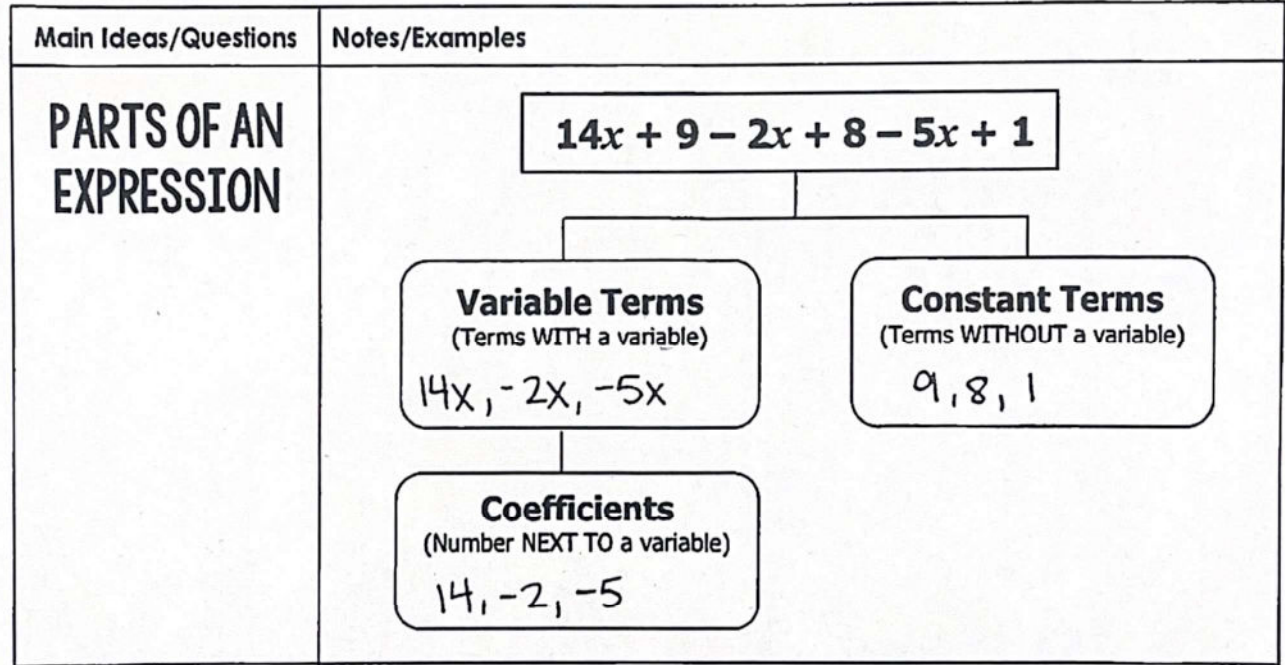 Main Ideas/Questions
Notes/Examples
PARTS OF AN
EXPRESSION
14x + 9 – 2x + 8 – 5x + 1
Variable Terms
(Terms WITH a variable)
14x, -2x, -5x
Constant Terms
(Terms WITHOUT a variable)
9, 8, 1
Coefficients
(Number NEXT TO a variable)
14, -2, -5